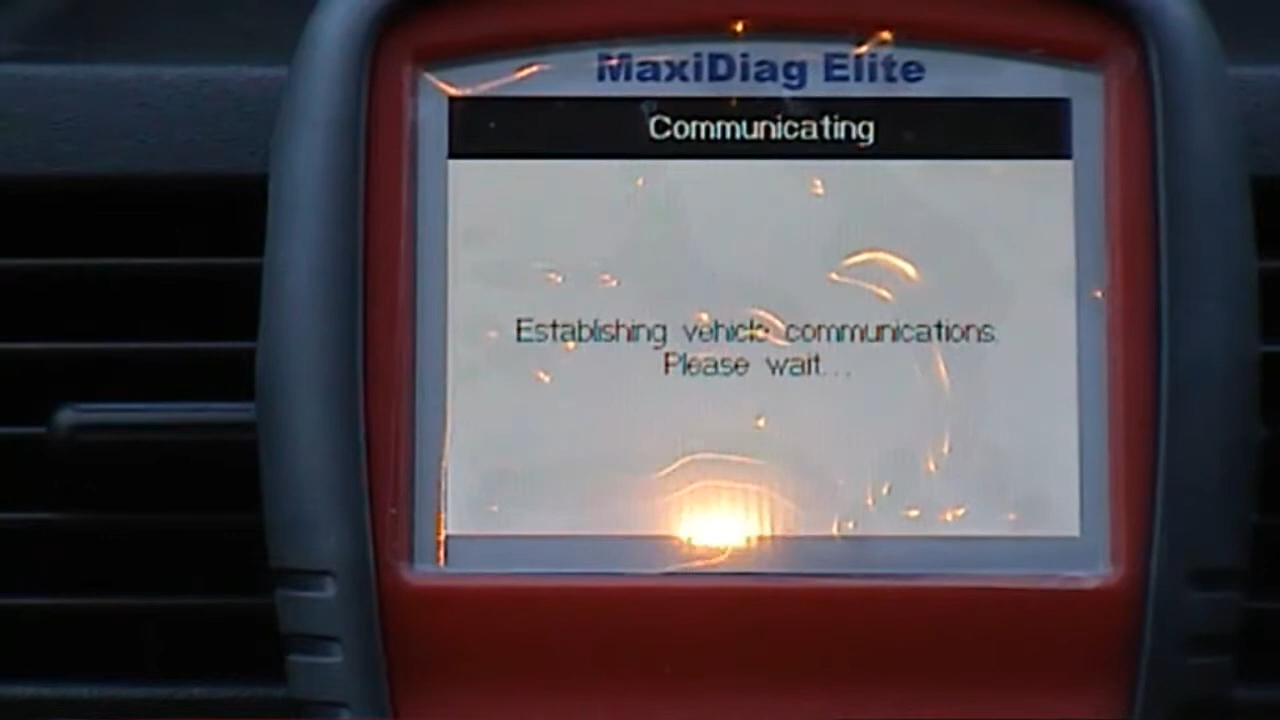 MaxiDiag Elite
Communicating
Establishing vehicle communications.
Please wait...